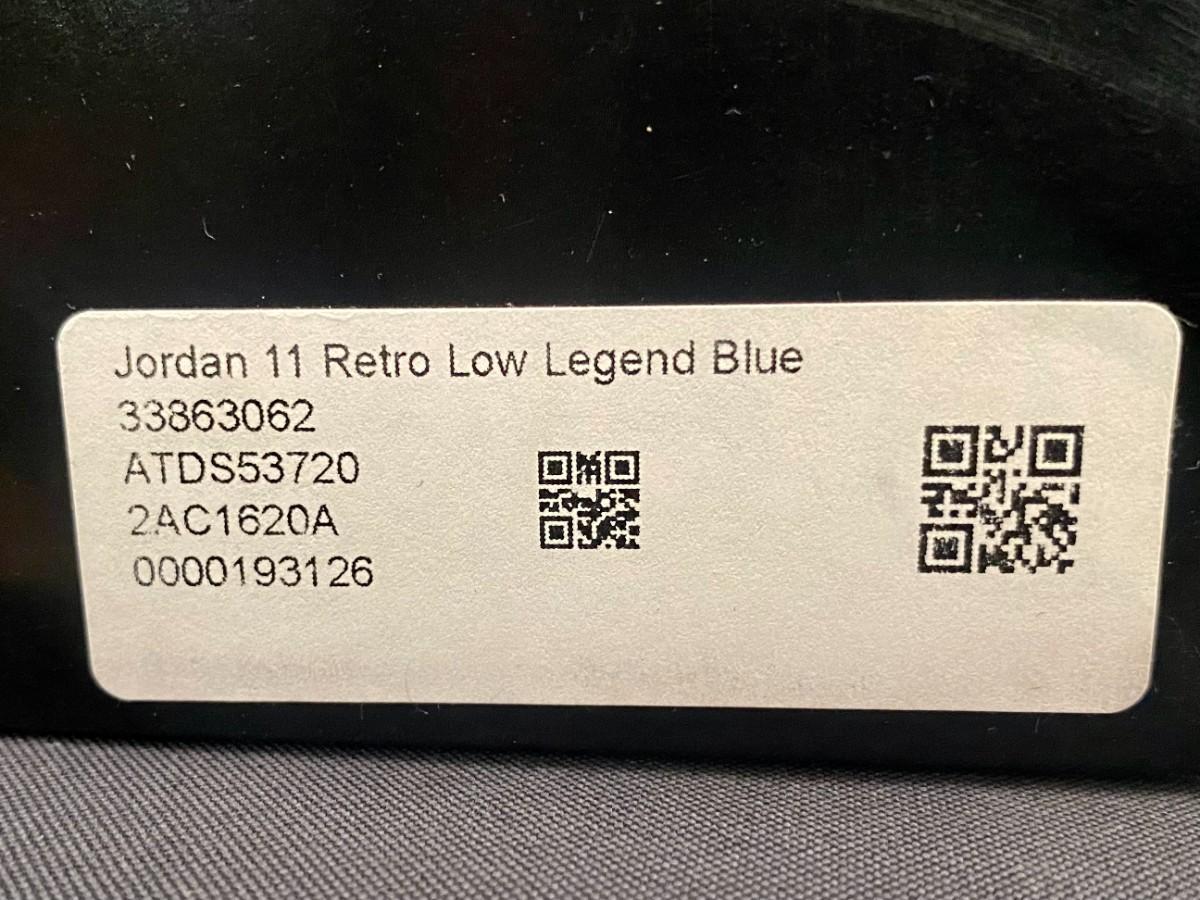 Jordan 11 Retro Low Legend Blue
33863062
ATDS53720
2AC1620A
0000193126